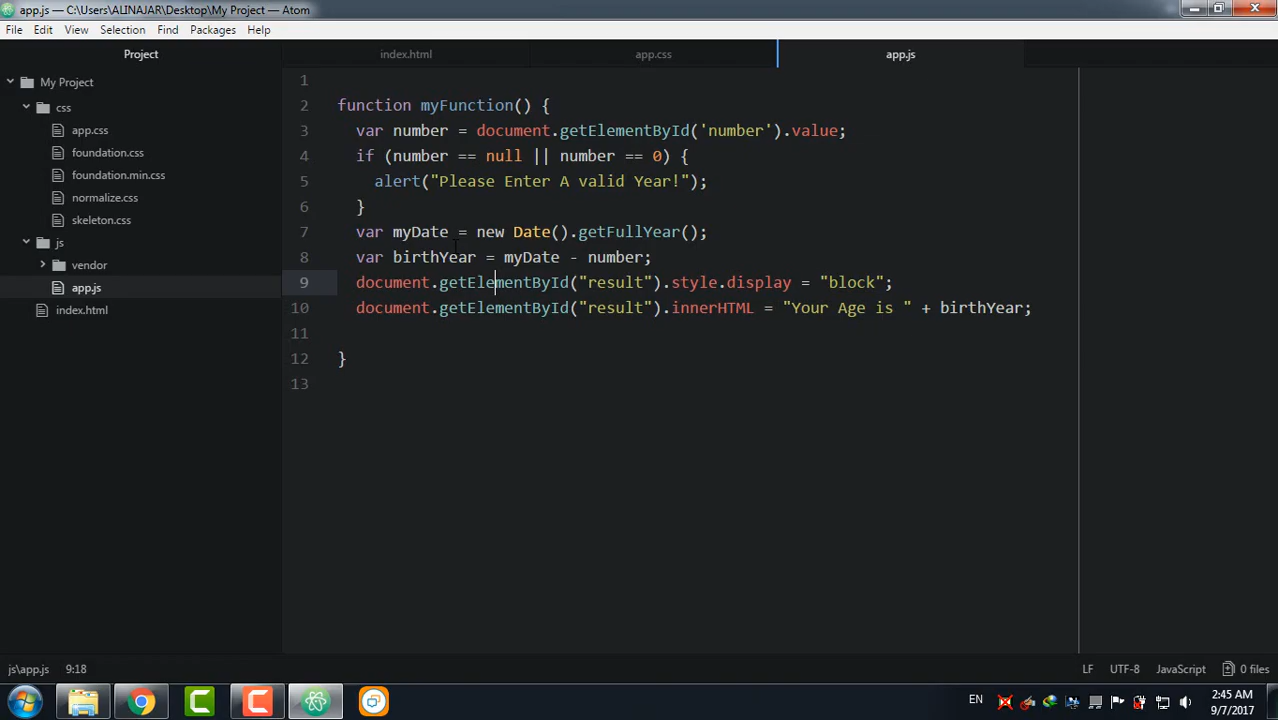 app.js — C:\Users\ALINAJAR\Desktop\My Project — Atom
File Edit View Selection Find Packages Help
Project
index.html app.css app.js
My Project
css
app.css
foundation.css
foundation.min.css
normalize.css
skeleton.css
js
vendor
app.js
index.html
1
2 function myFunction() {
3 var number = document.getElementById('number').value;
4 if (number == null || number == 0) {
5 alert("Please Enter A valid Year!");
6 }
7 var myDate = new Date().getFullYear();
8 var birthYear = myDate - number;
9 document.getElementById("result").style.display = "block";
10 document.getElementById("result").innerHTML = "Your Age is " + birthYear;
11
12 }
13
js\app.js 9:18 LF UTF-8 JavaScript 0 files
EN 2:45 AM
9/7/2017